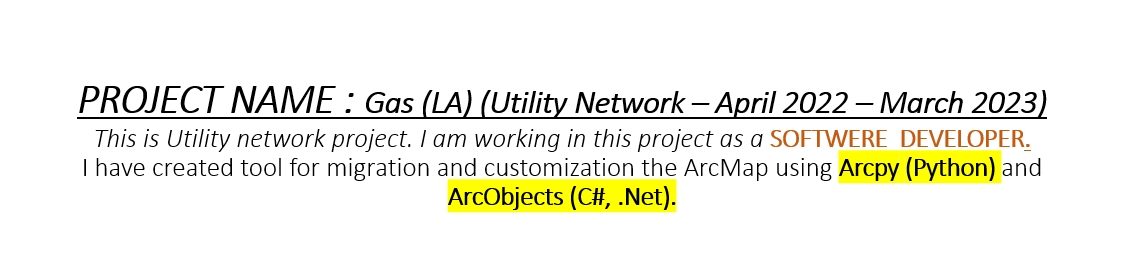 PROJECT NAME : Gas (LA) (Utility Network – April 2022 – March 2023)
This is Utility network project. I am working in this project as a SOFTWERE  DEVELOPER.
I have created tool for migration and customization the ArcMap using Arcpy (Python) and
ArcObjects (C#, .Net).